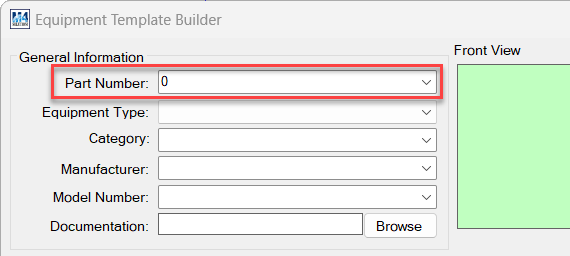 Equipment Template Builder
General Information
Part Number: 0
Equipment Type:
Category:
Manufacturer:
Model Number:
Documentation: Browse
Front View